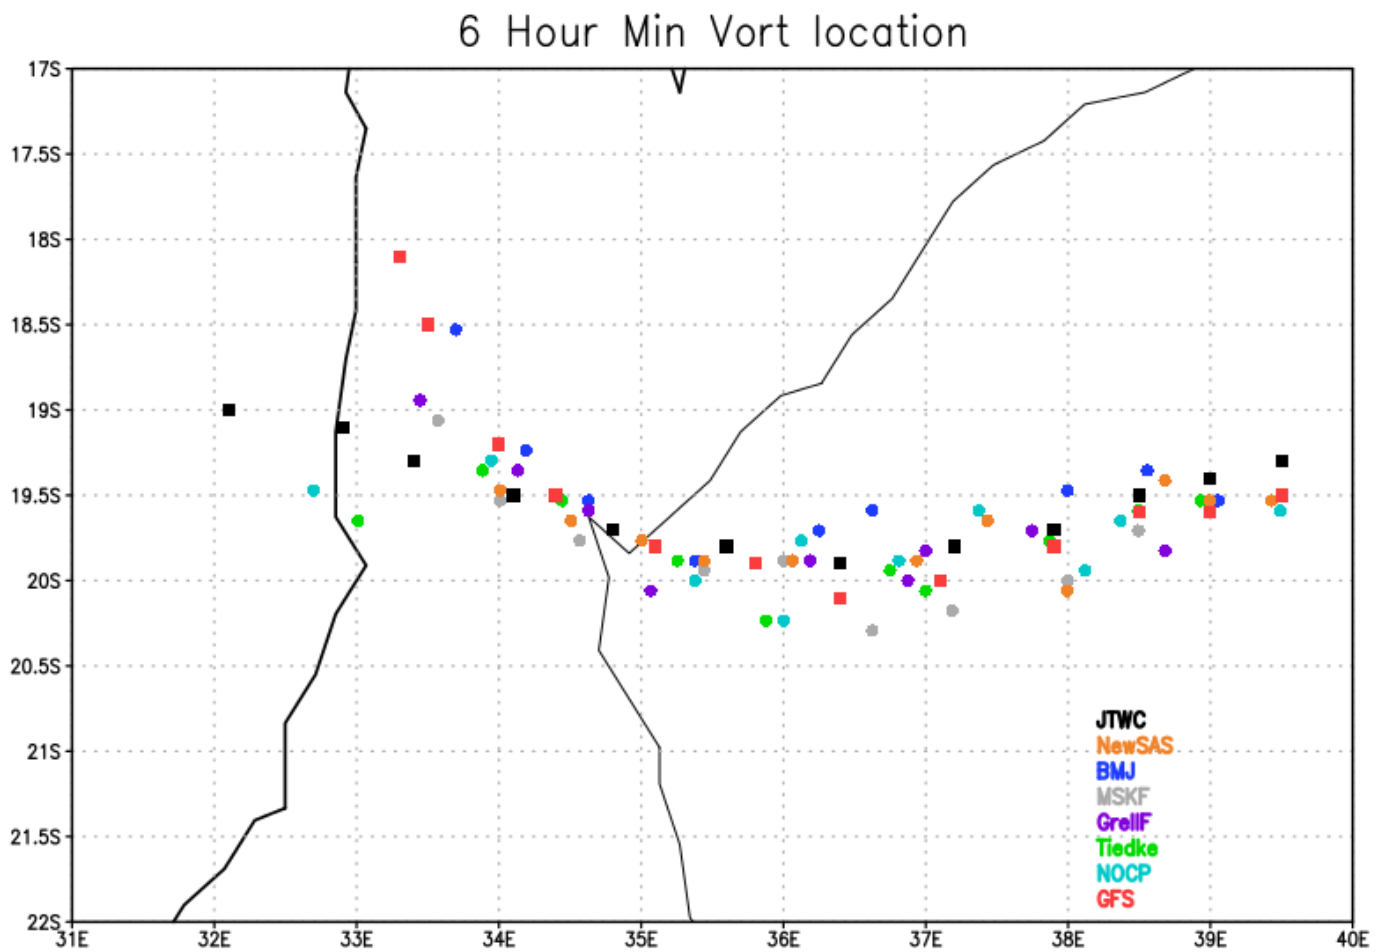 6 Hour Min Vort location
17S
17.5S
18S
18.5S
19S
19.5S
20S
20.5S
21S
21.5S
22S
JTWC
NewSAS
BMJ
MSKF
GrellF
Tiedke
NOCP
GFS
31E 32E 33E 34E 35E 36E 37E 38E 39E 40E